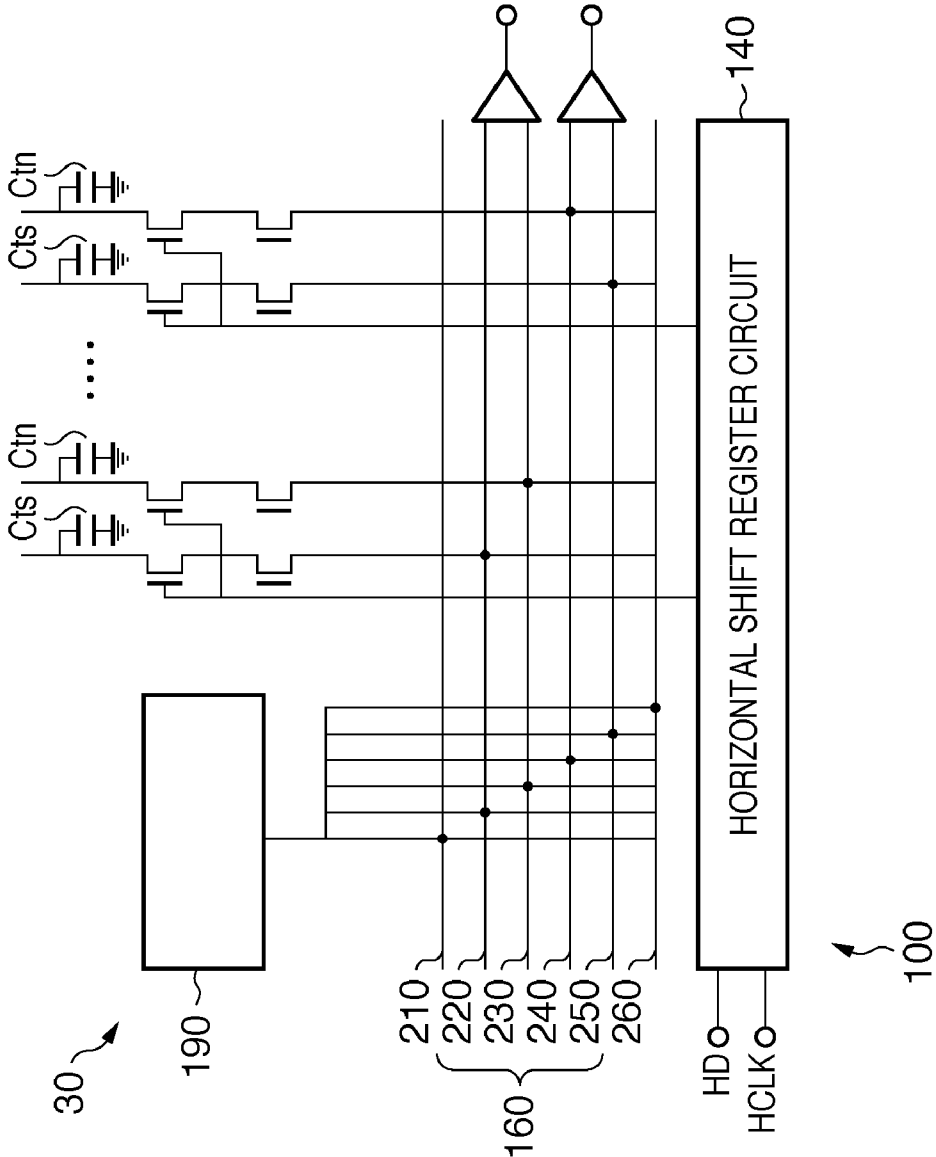 30
190
Cts
Ctn
Cts
Ctn
210
220
230
240
250
260
160
HD
HCLK
HORIZONTAL SHIFT REGISTER CIRCUIT
140
100